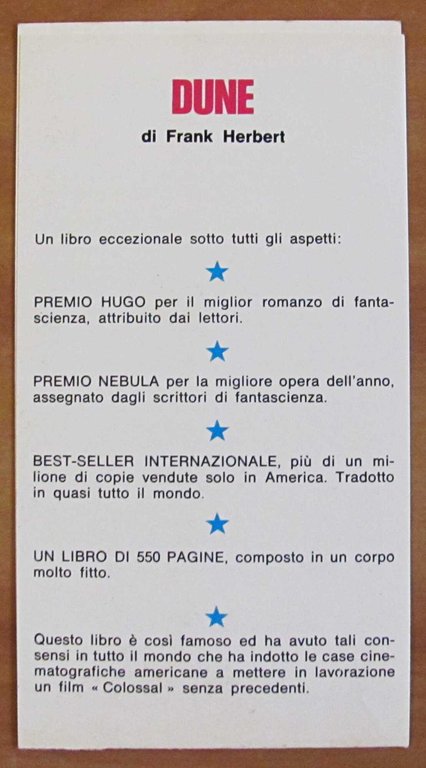 DUNE
di Frank Herbert
Un libro eccezionale sotto tutti gli aspetti:
PREMIO HUGO per il miglior romanzo di fanta-
scienza, attribuito dai lettori.
PREMIO NEBULA per la migliore opera dell'anno,
assegnato dagli scrittori di fantascienza.
BEST-SELLER INTERNAZIONALE, più di un mi-
lione di copie vendute solo in America. Tradotto
in quasi tutto il mondo.
UN LIBRO DI 550 PAGINE, composto in un corpo
molto fitto.
Questo libro è così famoso ed ha avuto tali con-
sensi in tutto il mondo che ha indotto le case cine-
matografiche americane a mettere in lavorazione
un film « Colossal » senza precedenti.